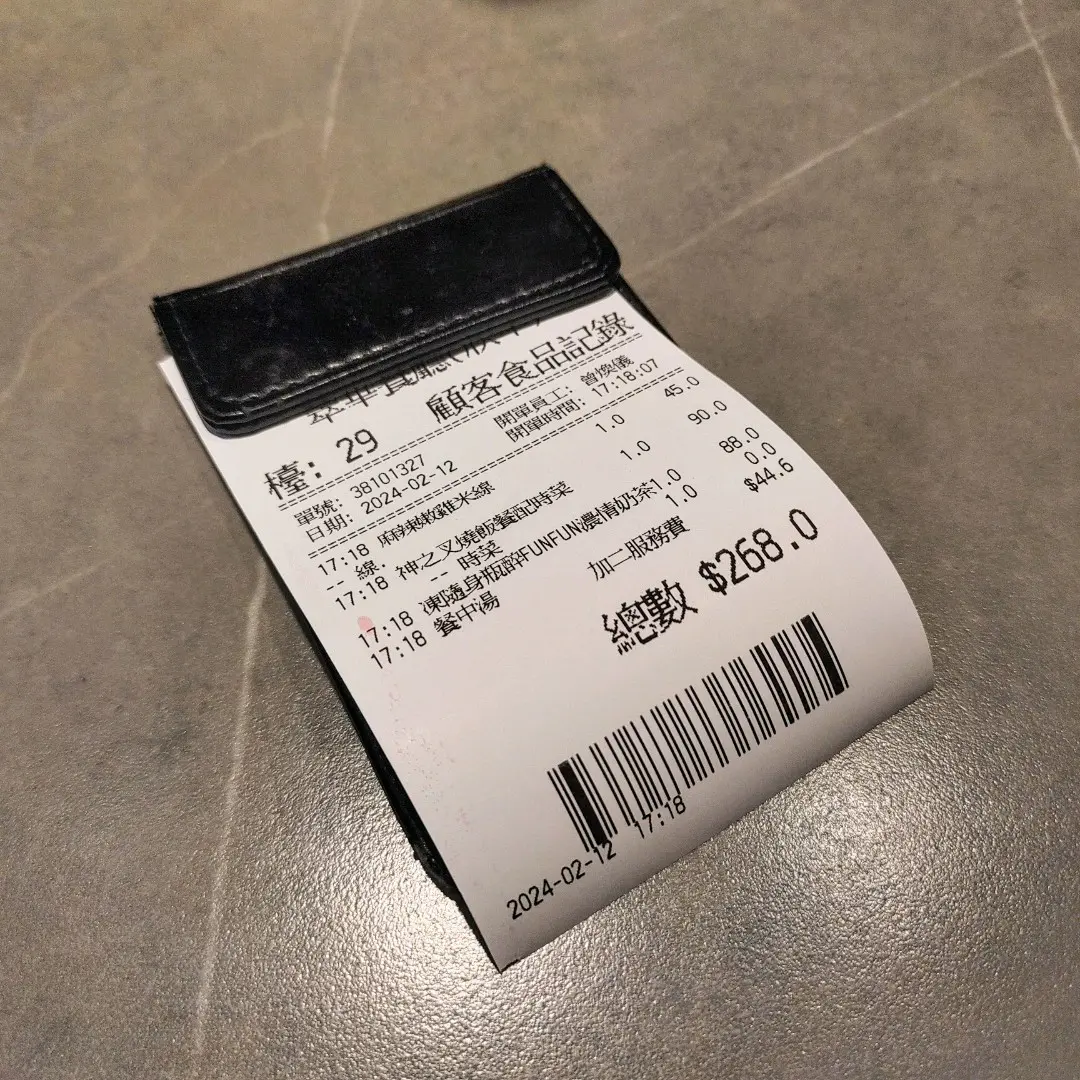 顧客食品記錄
檯: 29
單號: 38101327 開單員工: 曾煥儀
日期: 2024-02-12 開單時間: 17:18:07
17:18 麻辣嫩雞米線 1.0 45.0
-- 線.
17:18 神之叉燒飯餐配時菜 1.0 90.0
-- 時菜
17:18 凍隨身瓶醉FUNFUN濃情奶茶1.0 88.0
17:18 餐中湯 1.0 0.0
加二服務費 $44.6
總數 $268.0
2024-02-12 17:18